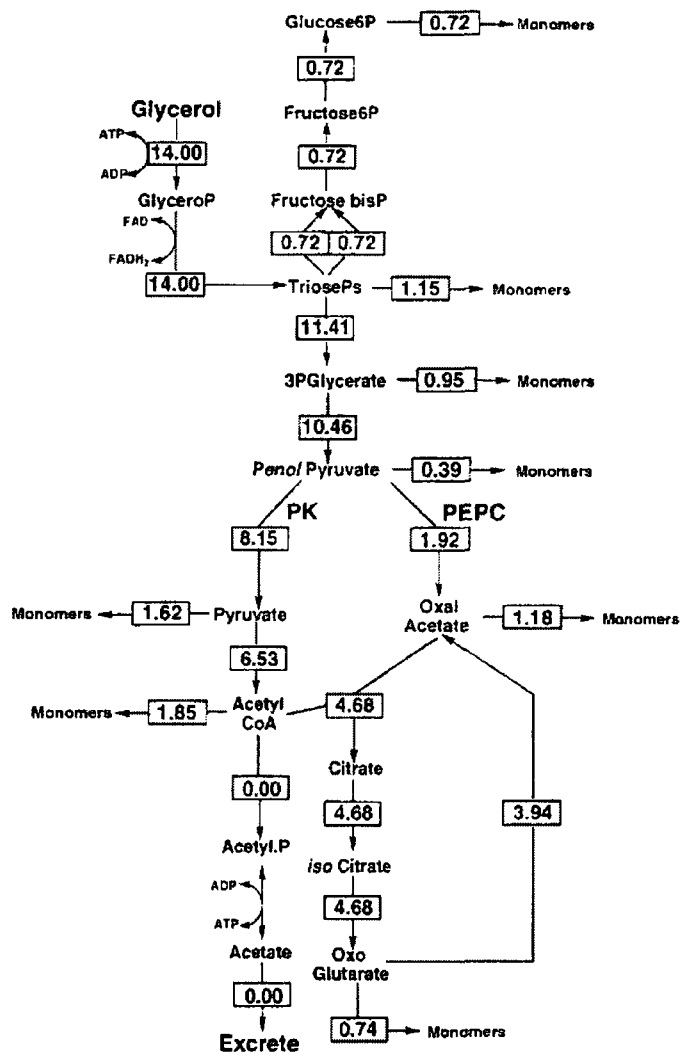 Glucose6P 0.72 Monomers
0.72
Glycerol Fructose6P
ATP
14.00 0.72
ADP
GlyceroP Fructose bisP
FAD
0.72 0.72
FADH2
14.00 TriosePs 1.15 Monomers
11.41
3PGlycerate 0.95 Monomers
10.46
Penol Pyruvate 0.39 Monomers
PK PEPC
8.15 1.92
Monomers 1.62 Pyruvate Oxal
Acetate 1.18 Monomers
6.53
Monomers 1.85 Acetyl
CoA 4.68
Citrate
0.00 4.68 3.94
Acetyl.P
iso Citrate
ADP
4.68
ATP
Acetate Oxo
Glutarate
0.00
Excrete 0.74 Monomers